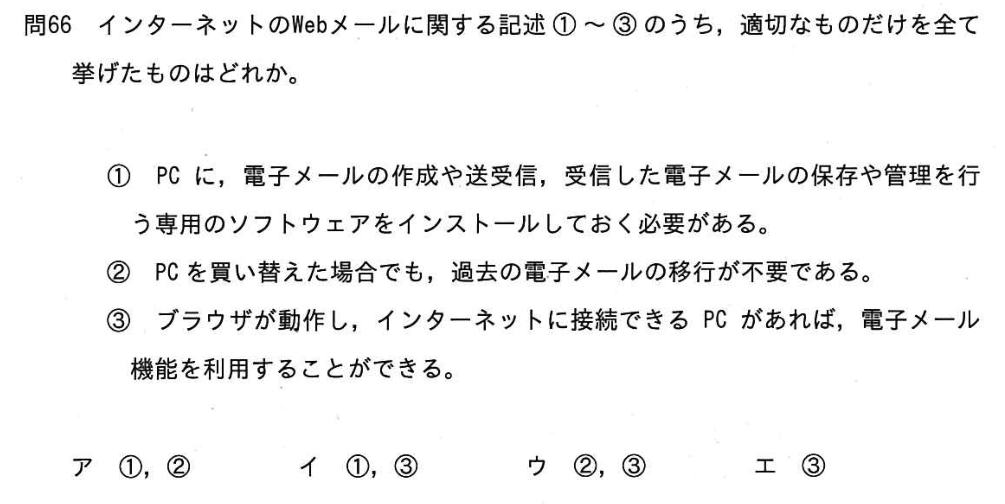 問66　インターネットのWebメールに関する記述①～③のうち，適切なものだけを全て
挙げたものはどれか。
①　PC に，電子メールの作成や送受信，受信した電子メールの保存や管理を行
う専用のソフトウェアをインストールしておく必要がある。
②　PCを買い替えた場合でも，過去の電子メールの移行が不要である。
③　ブラウザが動作し，インターネットに接続できる PC があれば，電子メール
機能を利用することができる。
ア　①，②　　　イ　①，③　　　ウ　②，③　　　エ　③